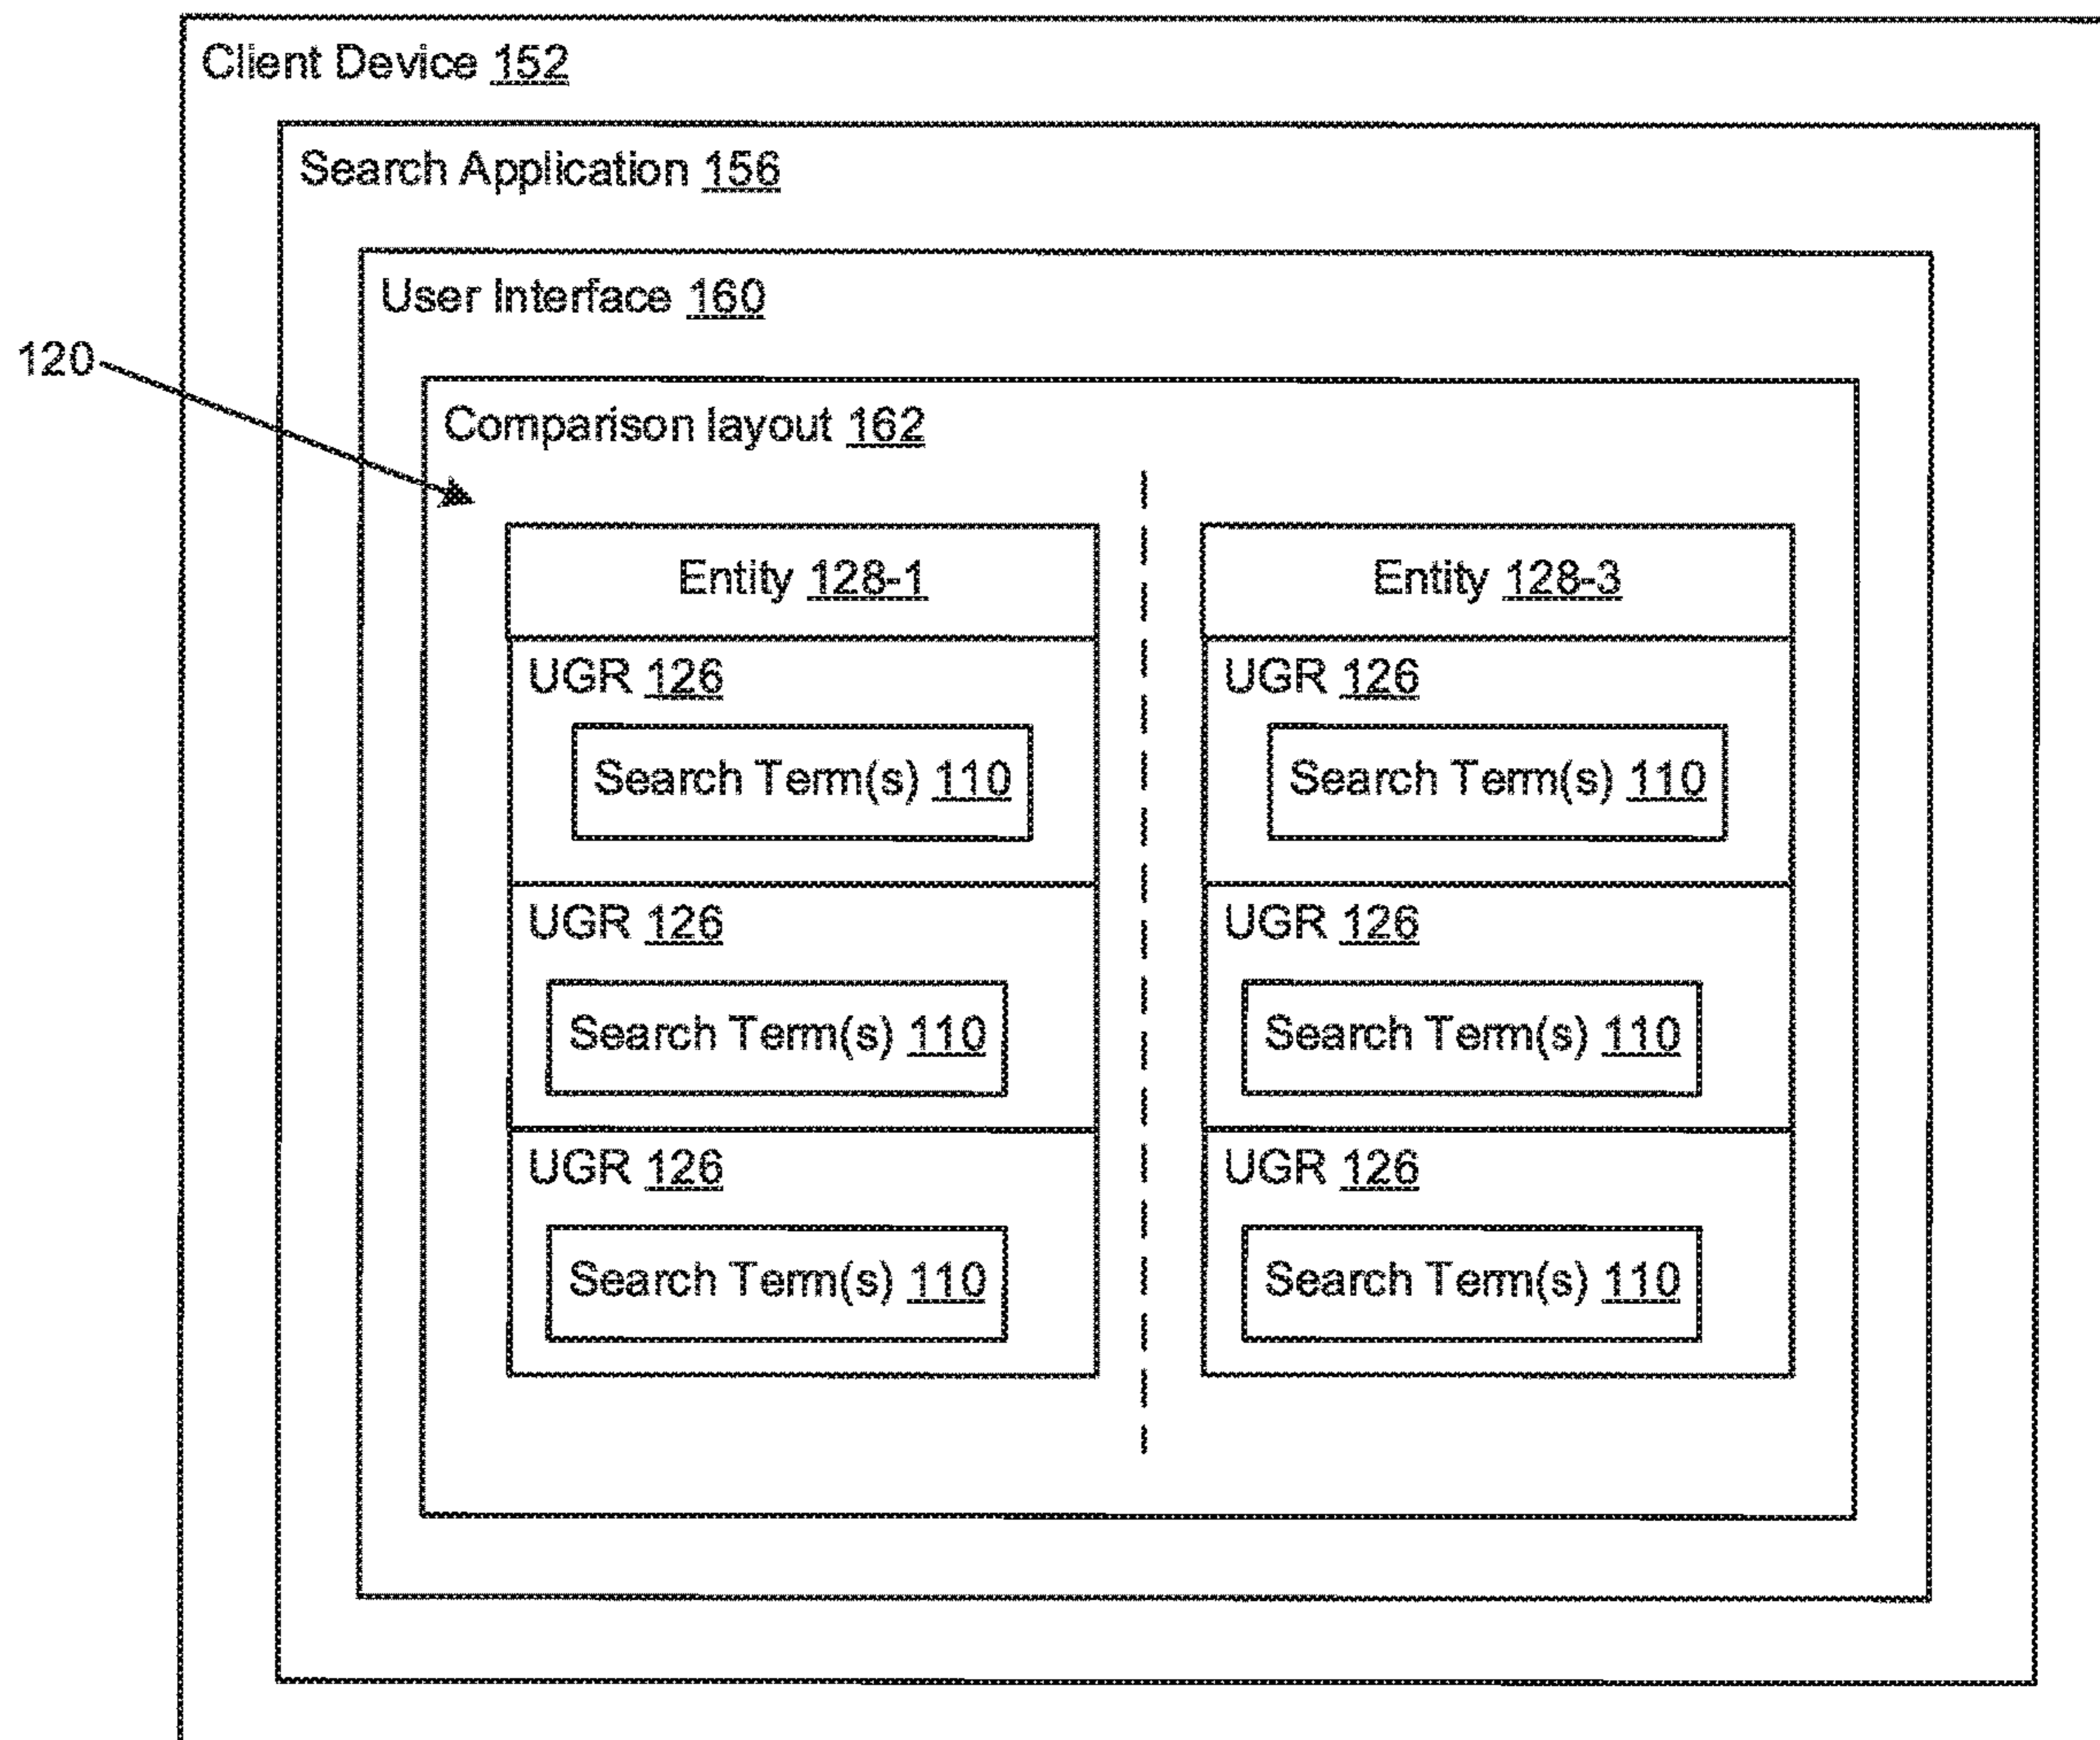 Client Device 152
Search Application 156
User Interface 160
120
Comparison layout 162
Entity 128-1
Entity 128-3
UGR 126
UGR 126
Search Term(s) 110
Search Term(s) 110
UGR 126
UGR 126
Search Term(s) 110
Search Term(s) 110
UGR 126
UGR 126
Search Term(s) 110
Search Term(s) 110